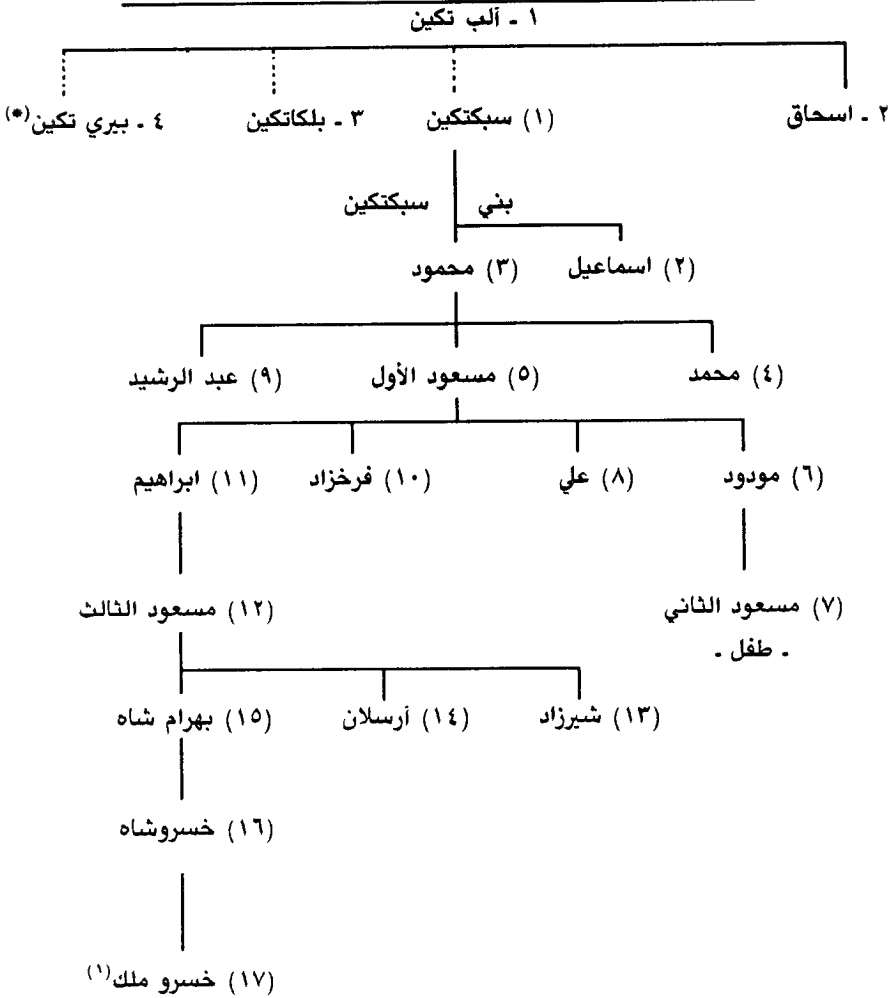 ١ ـ ألب تكين
٢ ـ اسحاق (١) سبكتكين ٣ ـ بلكاتكين ٤ ـ بيري تكين(*)
بني سبكتكين
(٢) اسماعيل (٣) محمود
(٤) محمد (٥) مسعود الأول (٩) عبد الرشيد
(٦) مودود (٨) علي (١٠) فرخزاد (١١) ابراهيم
(٧) مسعود الثاني (١٢) مسعود الثالث
ـ طفل ـ
(١٣) شيرزاد (١٤) أرسلان (١٥) بهرام شاه
(١٦) خسروشاه
(١٧) خسرو ملك(١)